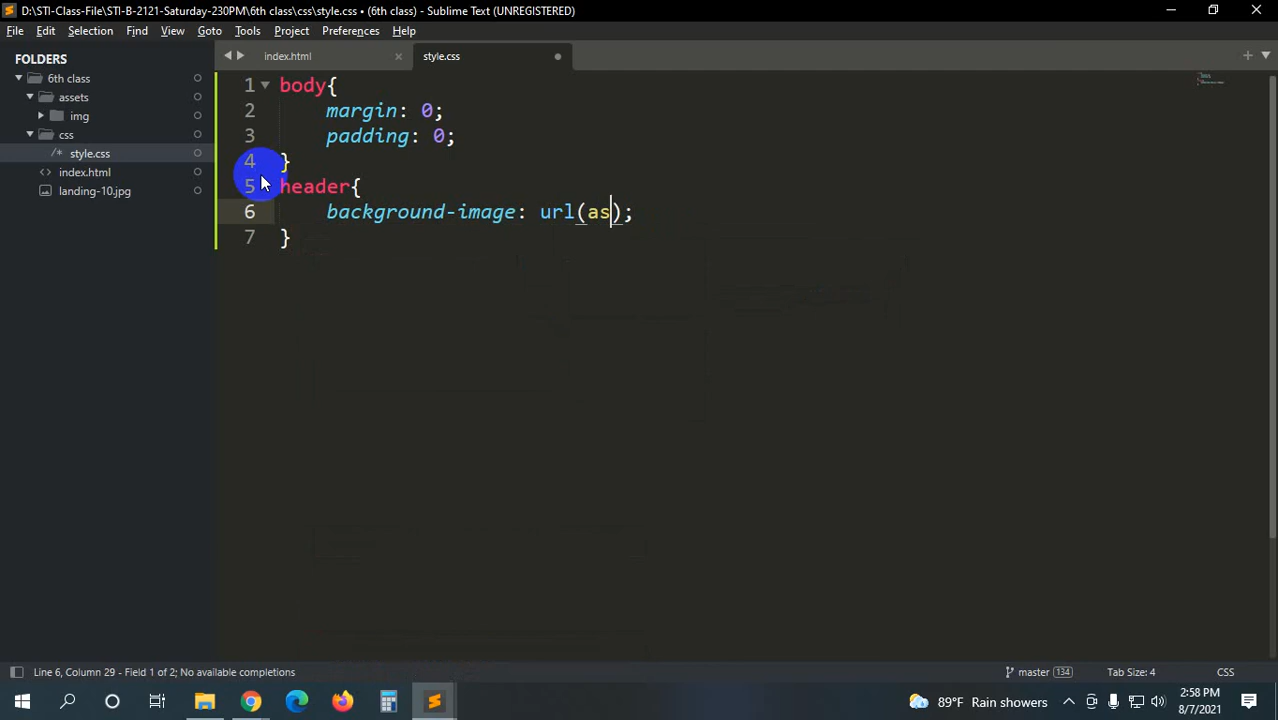 D:\STI-Class-File\STI-B-2121-Saturday-230PM\6th class\css\style.css • (6th class) - Sublime Text (UNREGISTERED)
File Edit Selection Find View Goto Tools Project Preferences Help
FOLDERS
6th class
assets
img
css
/* style.css
<> index.html
landing-10.jpg
index.html
style.css
1 body{
2 margin: 0;
3 padding: 0;
4 }
5 header{
6 background-image: url(as);
7 }
Line 6, Column 29 - Field 1 of 2; No available completions
master 134
Tab Size: 4
CSS
89°F Rain showers
2:58 PM
8/7/2021